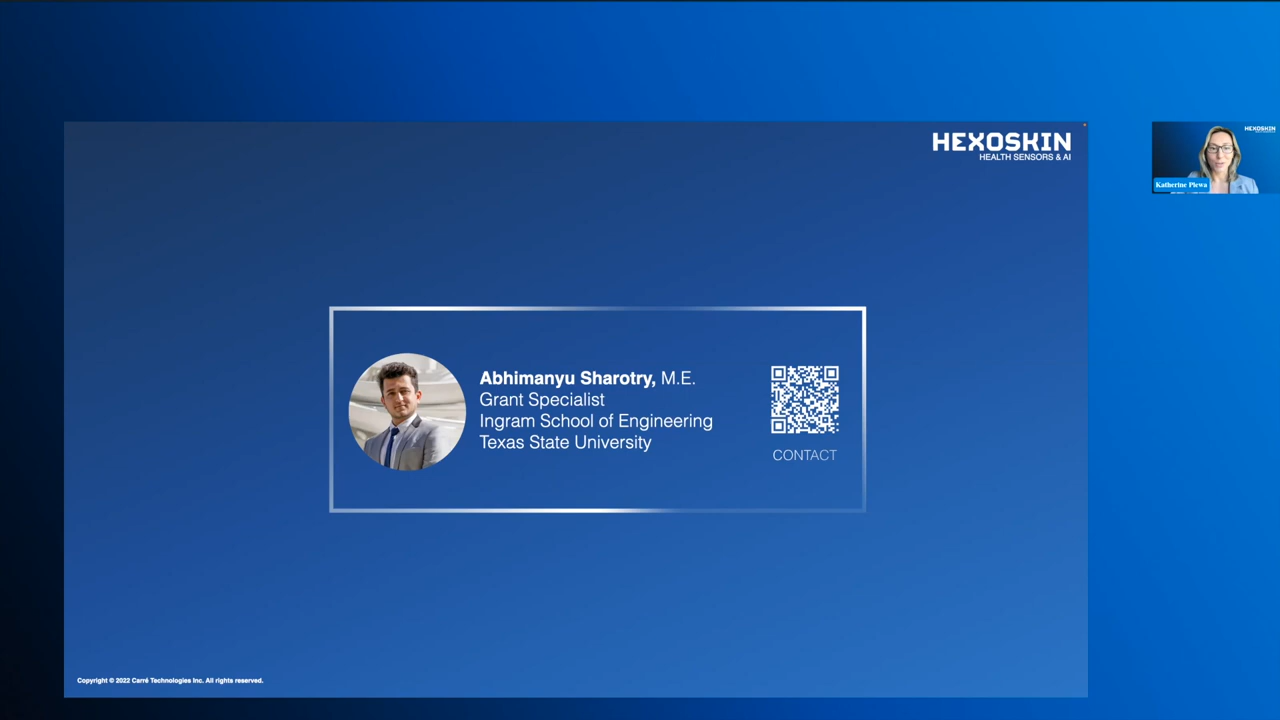 HEXOSKIN
HEALTH SENSORS & AI
HEXOSKIN
Katherine Plewa
Abhimanyu Sharotry, M.E.
Grant Specialist
Ingram School of Engineering
Texas State University
CONTACT
Copyright © 2022 Carré Technologies Inc. All rights reserved.